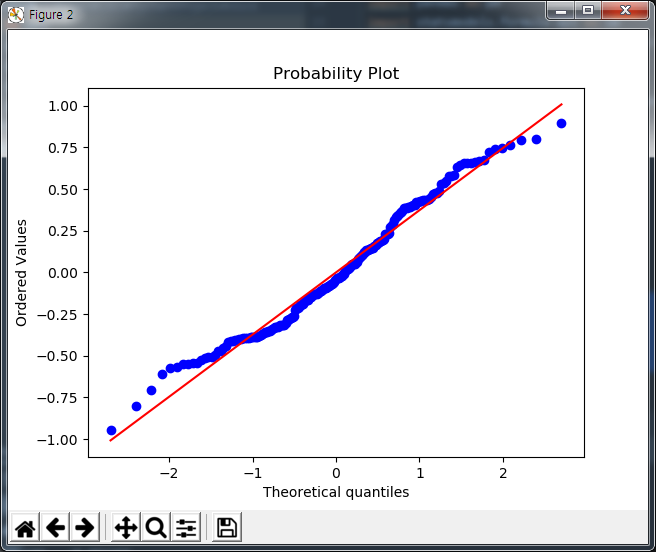 Figure 2
Probability Plot
1.00
0.75
0.50
0.25
0.00
−0.25
−0.50
−0.75
−1.00
Ordered Values
−2 −1 0 1 2
Theoretical quantiles